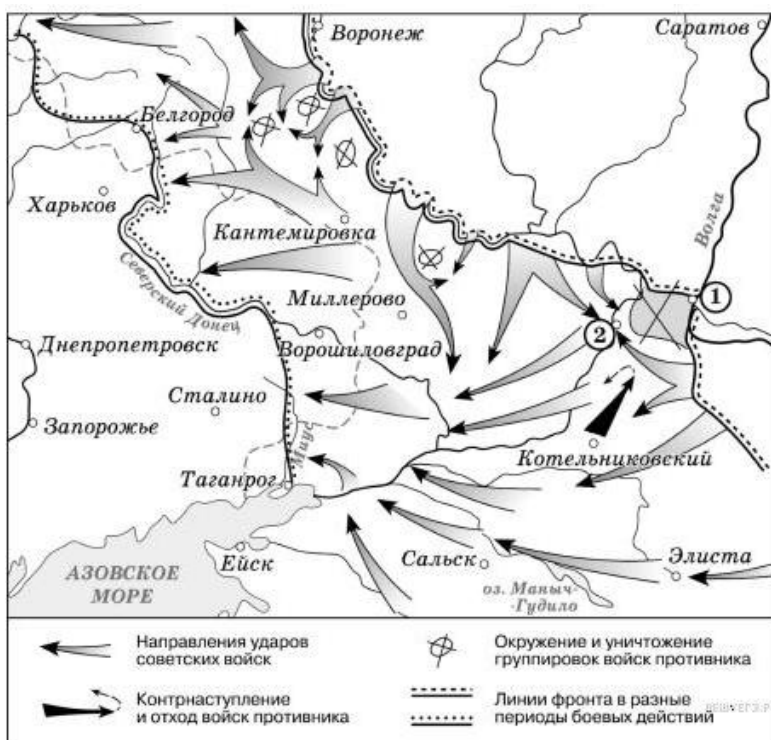 Воронеж
Саратов
Белгород
Волга
Харьков
Кантемировка
Северский Донец
1
Миллерово
2
Днепропетровск
Ворошиловград
Сталино
Запорожье
Миус
Котельниковский
Таганрог
Элиста
Ейск
Сальск
АЗОВСКОЕ
МОРЕ
оз. Маныч-
-Гудило
Направления ударов
советских войск
Окружение и уничтожение
группировок войск противника
Контрнаступление
и отход войск противника
Линии фронта в разные
периоды боевых действий